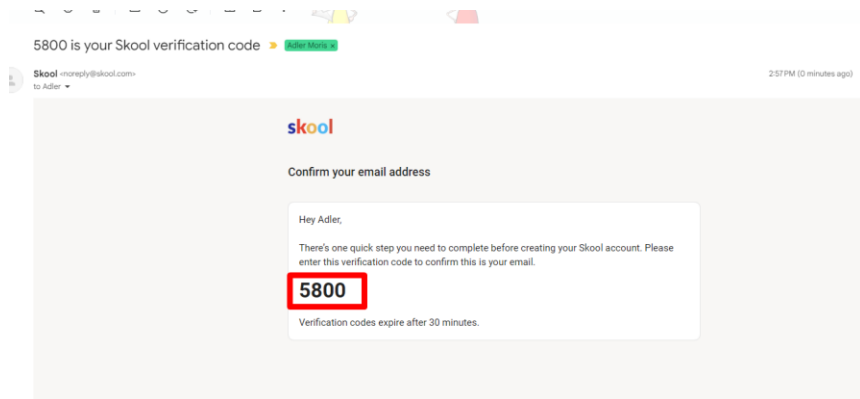 5800 is your Skool verification code
Adler Moris x
Skool <noreply@skool.com>
2:57 PM (0 minutes ago)
to Adler
skool
Confirm your email address
Hey Adler,
There's one quick step you need to complete before creating your Skool account. Please
enter this verification code to confirm this is your email.
5800
Verification codes expire after 30 minutes.